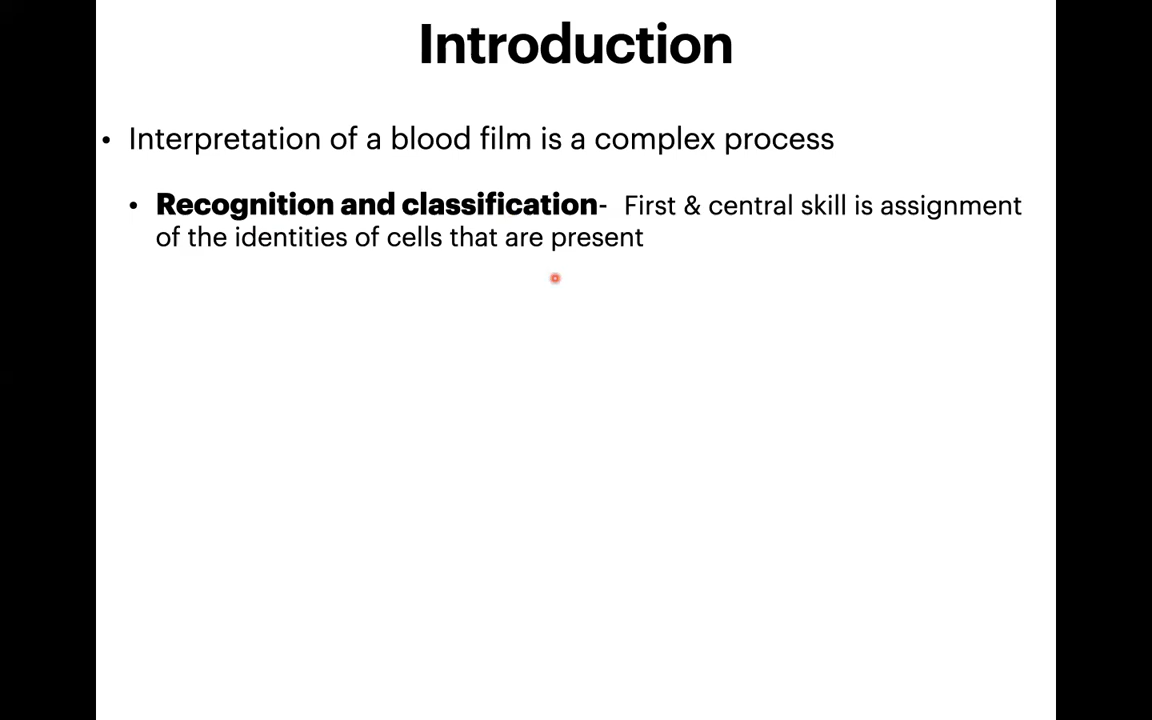 Introduction
• Interpretation of a blood film is a complex process
• Recognition and classification- First & central skill is assignment
of the identities of cells that are present